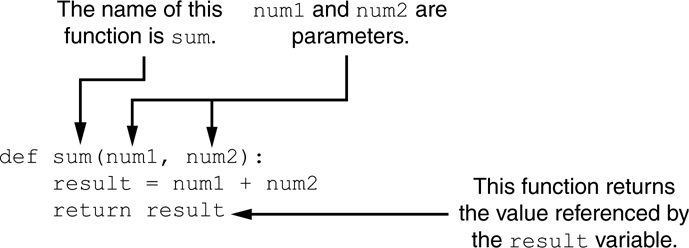 The name of this
function is sum.
num1 and num2 are
parameters.
def sum(num1, num2):
    result = num1 + num2
    return result
This function returns
the value referenced by
the result variable.